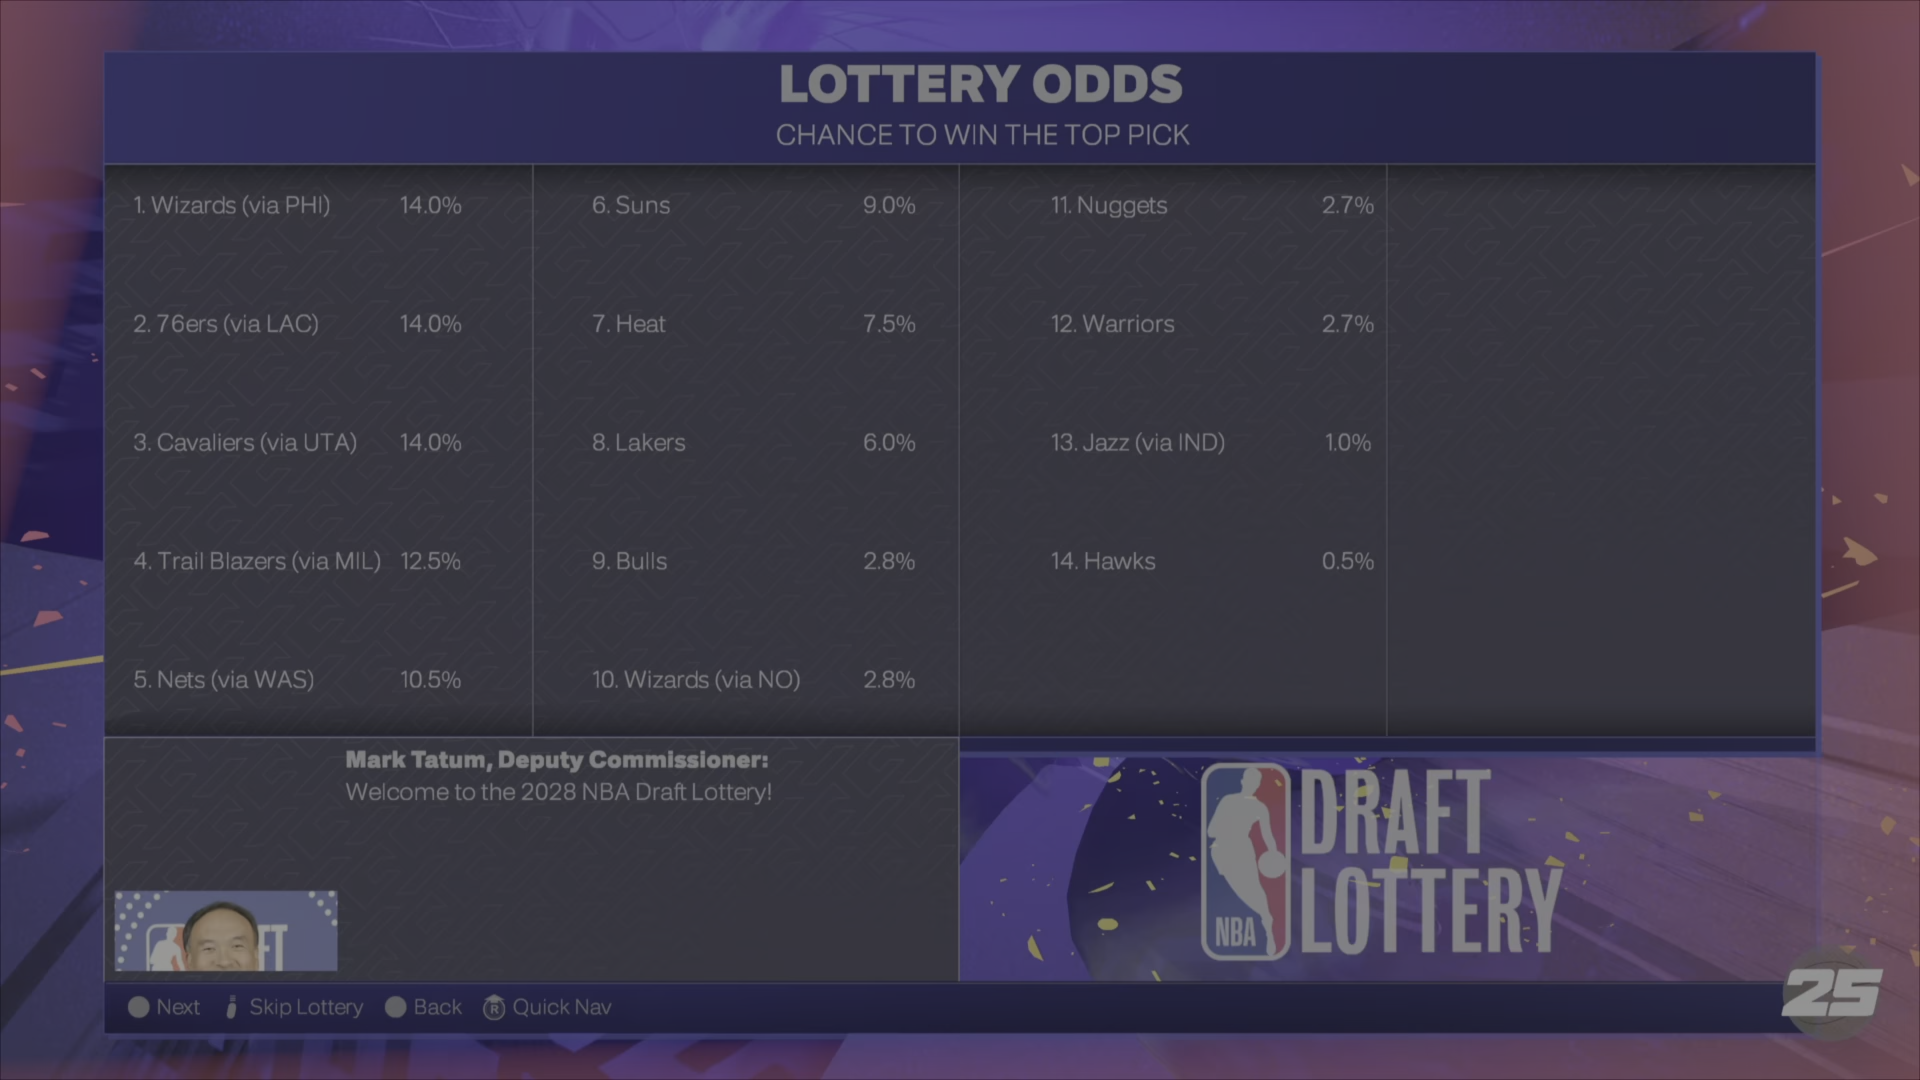 LOTTERY ODDS
CHANCE TO WIN THE TOP PICK
1. Wizards (via PHI) 14.0%
2. 76ers (via LAC) 14.0%
3. Cavaliers (via UTA) 14.0%
4. Trail Blazers (via MIL) 12.5%
5. Nets (via WAS) 10.5%
6. Suns 9.0%
7. Heat 7.5%
8. Lakers 6.0%
9. Bulls 2.8%
10. Wizards (via NO) 2.8%
11. Nuggets 2.7%
12. Warriors 2.7%
13. Jazz (via IND) 1.0%
14. Hawks 0.5%
Mark Tatum, Deputy Commissioner:
Welcome to the 2028 NBA Draft Lottery!
FT
NBA
DRAFT
LOTTERY
Next Skip Lottery Back R Quick Nav
25